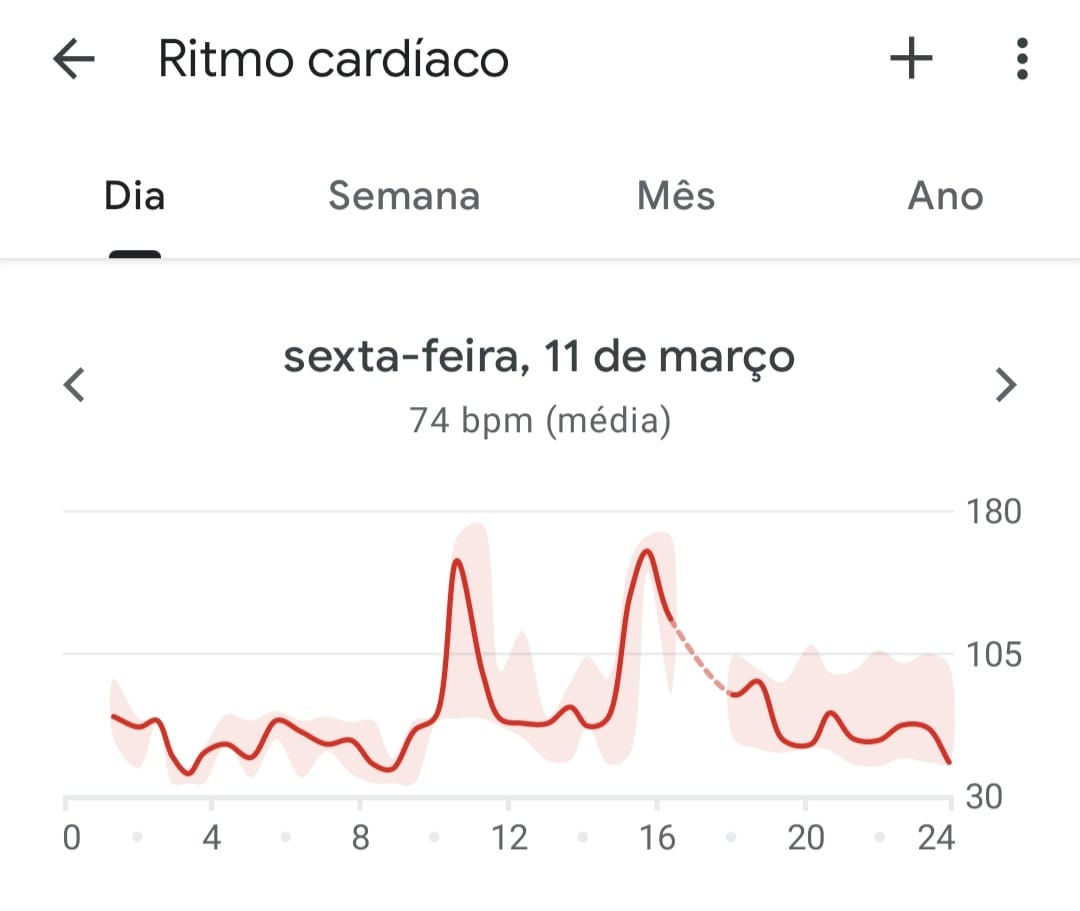 Ritmo cardíaco
Dia Semana Mês Ano
sexta-feira, 11 de março
74 bpm (média)
180
105
30
0 4 8 12 16 20 24